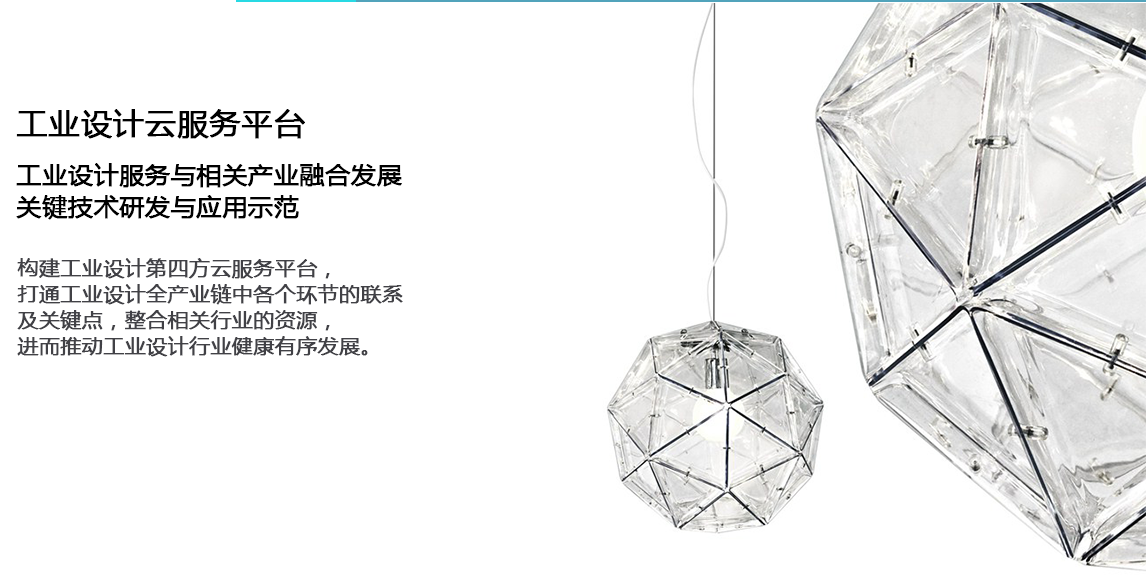 工业设计云服务平台
工业设计服务与相关产业融合发展
关键技术研发与应用示范
构建工业设计第四方云服务平台，
打通工业设计全产业链中各个环节的联系
及关键点，整合相关行业的资源，
进而推动工业设计行业健康有序发展。